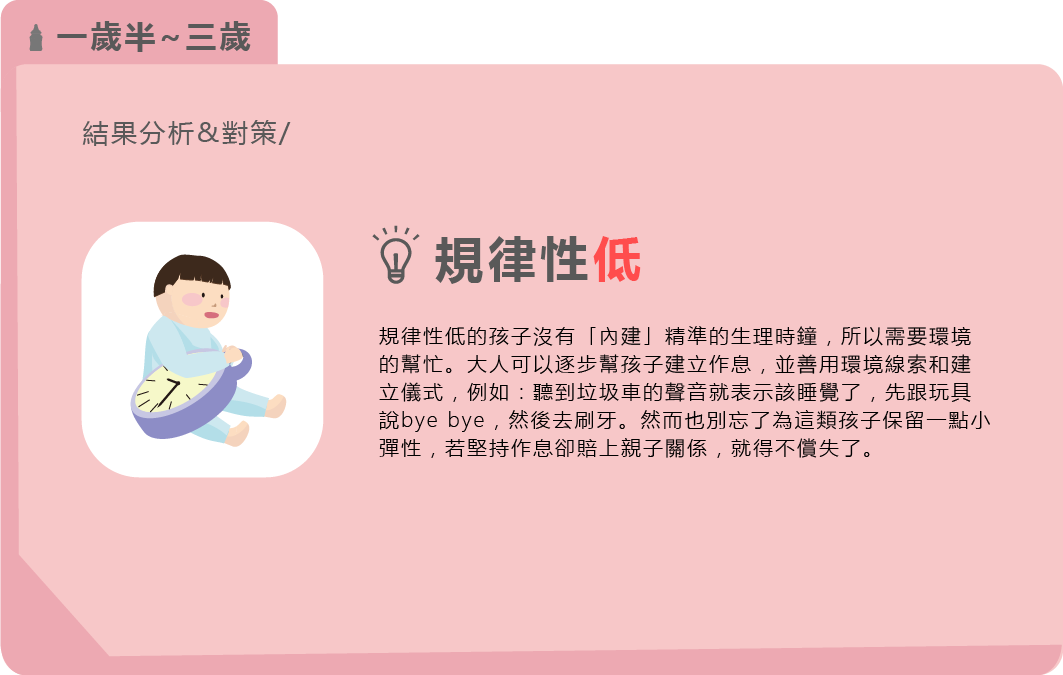 一歲半~三歲
結果分析&對策/
規律性低
規律性低的孩子沒有「內建」精準的生理時鐘，所以需要環境
的幫忙。大人可以逐步幫孩子建立作息，並善用環境線索和建
立儀式，例如：聽到垃圾車的聲音就表示該睡覺了，先跟玩具
說bye bye，然後去刷牙。然而也別忘了為這類孩子保留一點小
彈性，若堅持作息卻賠上親子關係，就得不償失了。